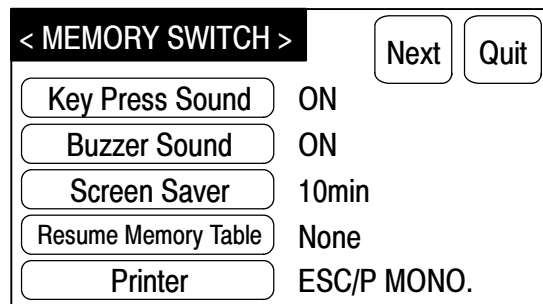 < MEMORY SWITCH > Next Quit
Key Press Sound ON
Buzzer Sound ON
Screen Saver 10min
Resume Memory Table None
Printer ESC/P MONO.